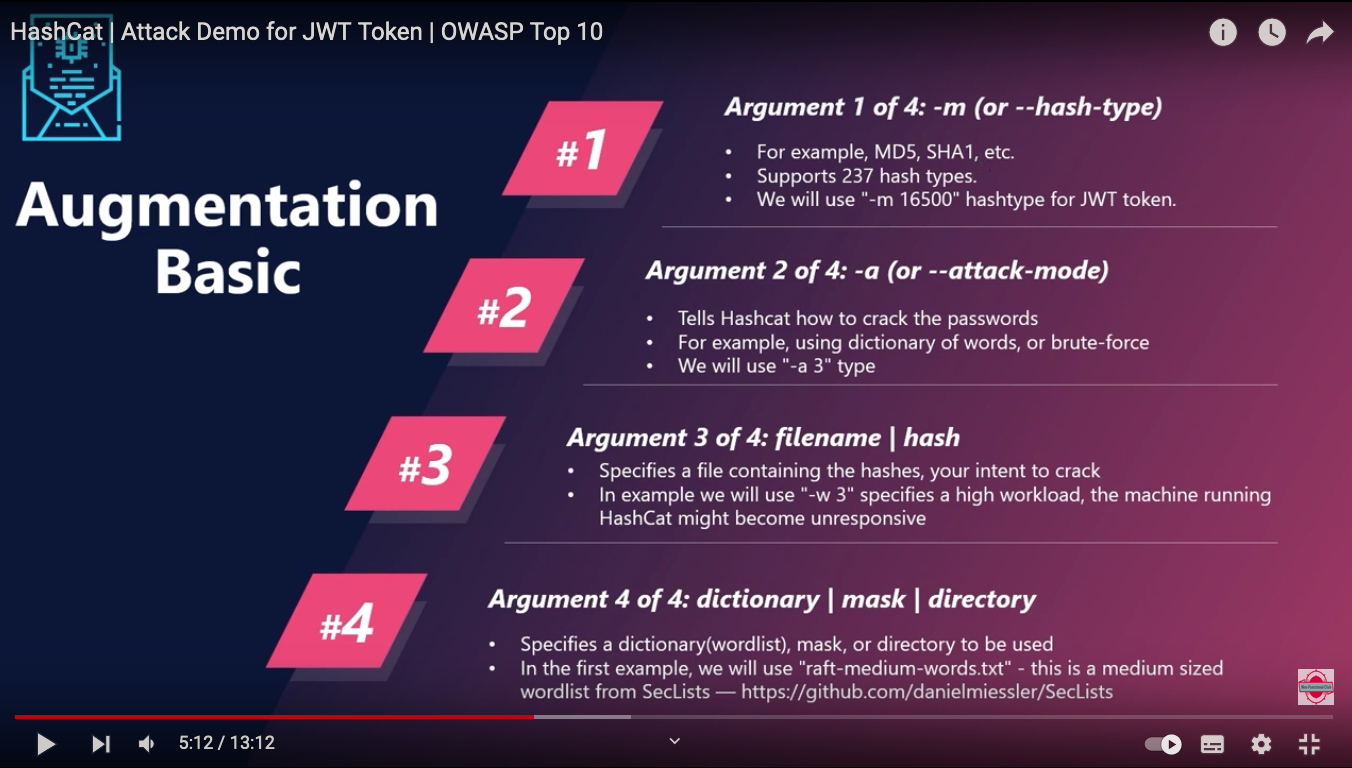 HashCat | Attack Demo for JWT Token | OWASP Top 10
Augmentation
Basic
#1
Argument 1 of 4: -m (or --hash-type)
• For example, MD5, SHA1, etc.
• Supports 237 hash types.
• We will use "-m 16500" hashtype for JWT token.
#2
Argument 2 of 4: -a (or --attack-mode)
• Tells Hashcat how to crack the passwords
• For example, using dictionary of words, or brute-force
• We will use "-a 3" type
#3
Argument 3 of 4: filename | hash
• Specifies a file containing the hashes, your intent to crack
• In example we will use "-w 3" specifies a high workload, the machine running
HashCat might become unresponsive
#4
Argument 4 of 4: dictionary | mask | directory
• Specifies a dictionary(wordlist), mask, or directory to be used
• In the first example, we will use "raft-medium-words.txt" - this is a medium sized
wordlist from SecLists — https://github.com/danielmiessler/SecLists
5:12 / 13:12